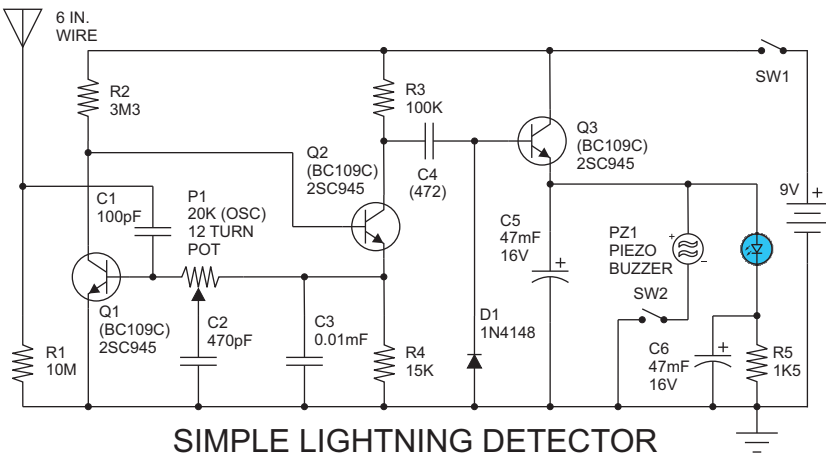 6 IN.
WIRE
R2
3M3
R3
100K
SW1
Q3
(BC109C)
2SC945
Q2
(BC109C)
2SC945
C4
(472)
C1
100pF
P1
20K (OSC)
12 TURN
POT
9V
+
C5
47mF
16V
+
PZ1
PIEZO
BUZZER
+
−
SW2
Q1
(BC109C)
2SC945
C2
470pF
C3
0.01mF
D1
1N4148
R1
10M
R4
15K
C6
47mF
16V
+
R5
1K5
SIMPLE LIGHTNING DETECTOR